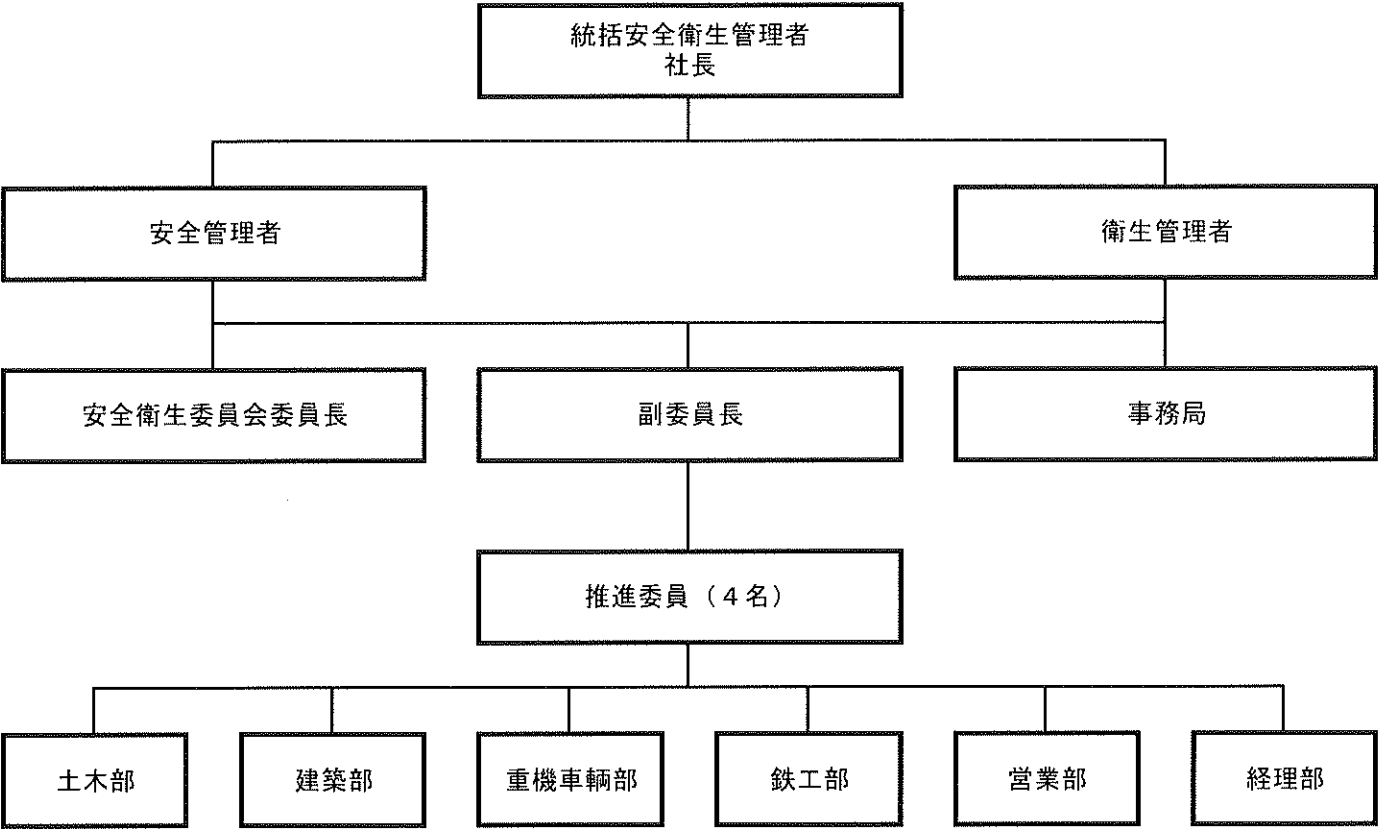 統括安全衛生管理者
社長
安全管理者
衛生管理者
安全衛生委員会委員長
副委員長
事務局
推進委員（４名）
土木部
建築部
重機車輌部
鉄工部
営業部
経理部